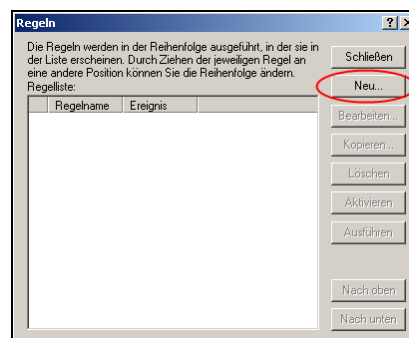 Regeln
Die Regeln werden in der Reihenfolge ausgeführt, in der sie in
der Liste erscheinen. Durch Ziehen der jeweiligen Regel an
eine andere Position können Sie die Reihenfolge ändern.
Regelliste:
Regelname Ereignis
Schließen
Neu...
Bearbeiten...
Kopieren...
Löschen
Aktivieren
Ausführen
Nach oben
Nach unten